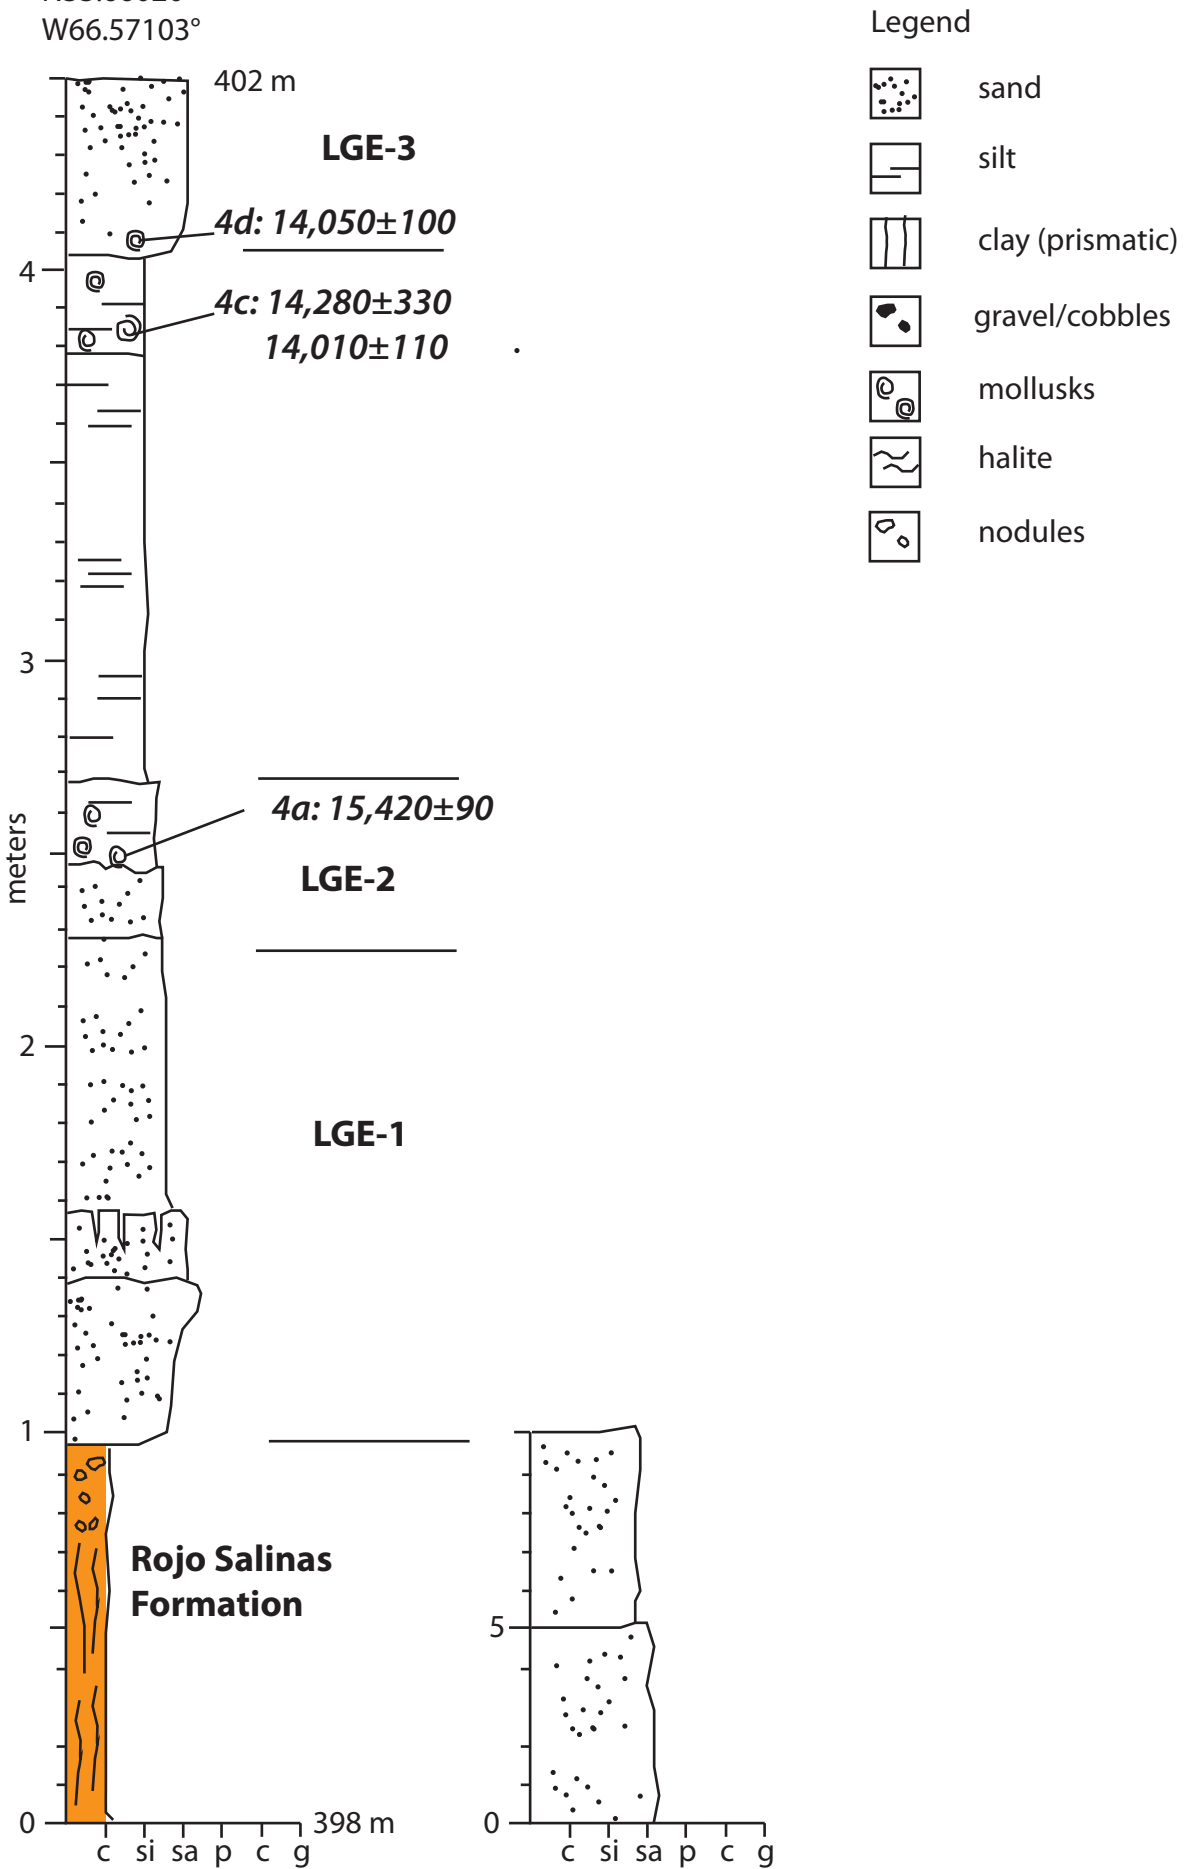 W66.57103°
402 m
LGE-3
4d: 14,050±100
4
4c: 14,280±330
14,010±110
3
meters
4a: 15,420±90
LGE-2
2
LGE-1
1
Rojo Salinas
Formation
0
398 m
c si sa p c g
5
0
c si sa p c g
Legend
sand
silt
clay (prismatic)
gravel/cobbles
mollusks
halite
nodules